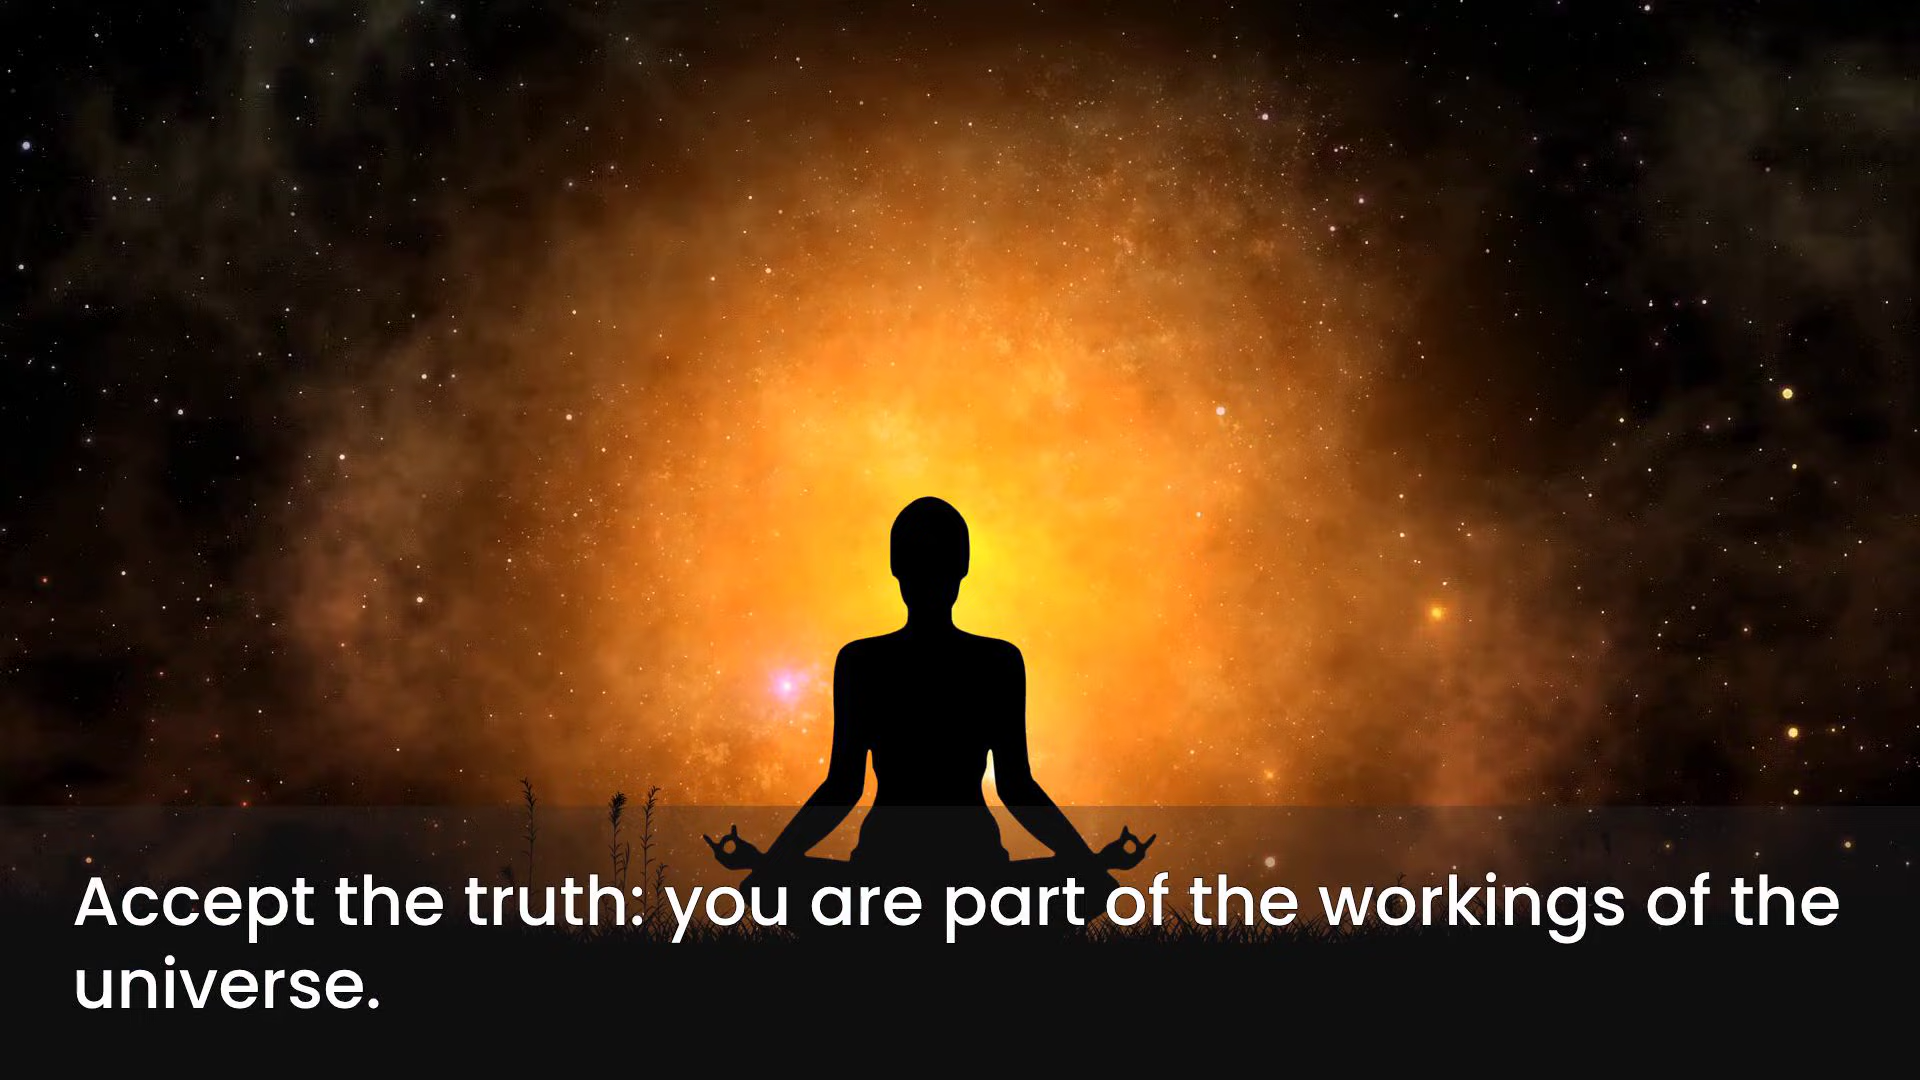 Accept the truth: you are part of the workings of the
universe.